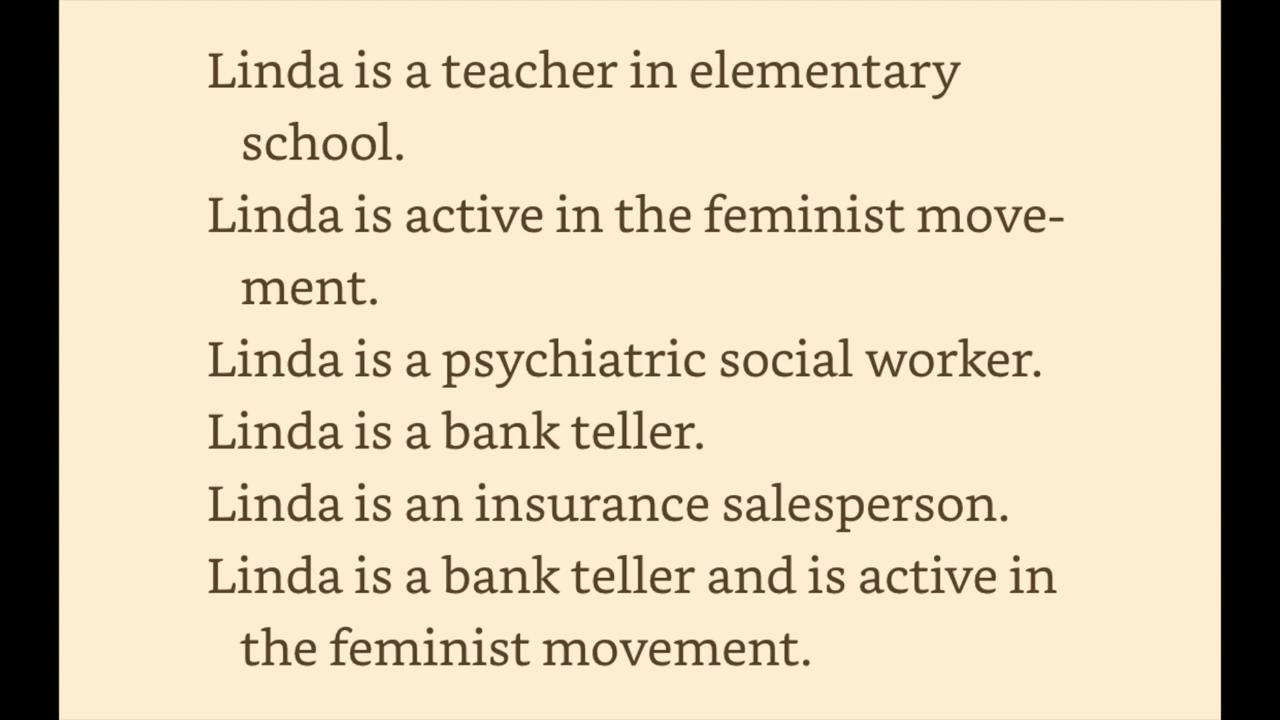 Linda is a teacher in elementary
school.
Linda is active in the feminist move-
ment.
Linda is a psychiatric social worker.
Linda is a bank teller.
Linda is an insurance salesperson.
Linda is a bank teller and is active in
the feminist movement.